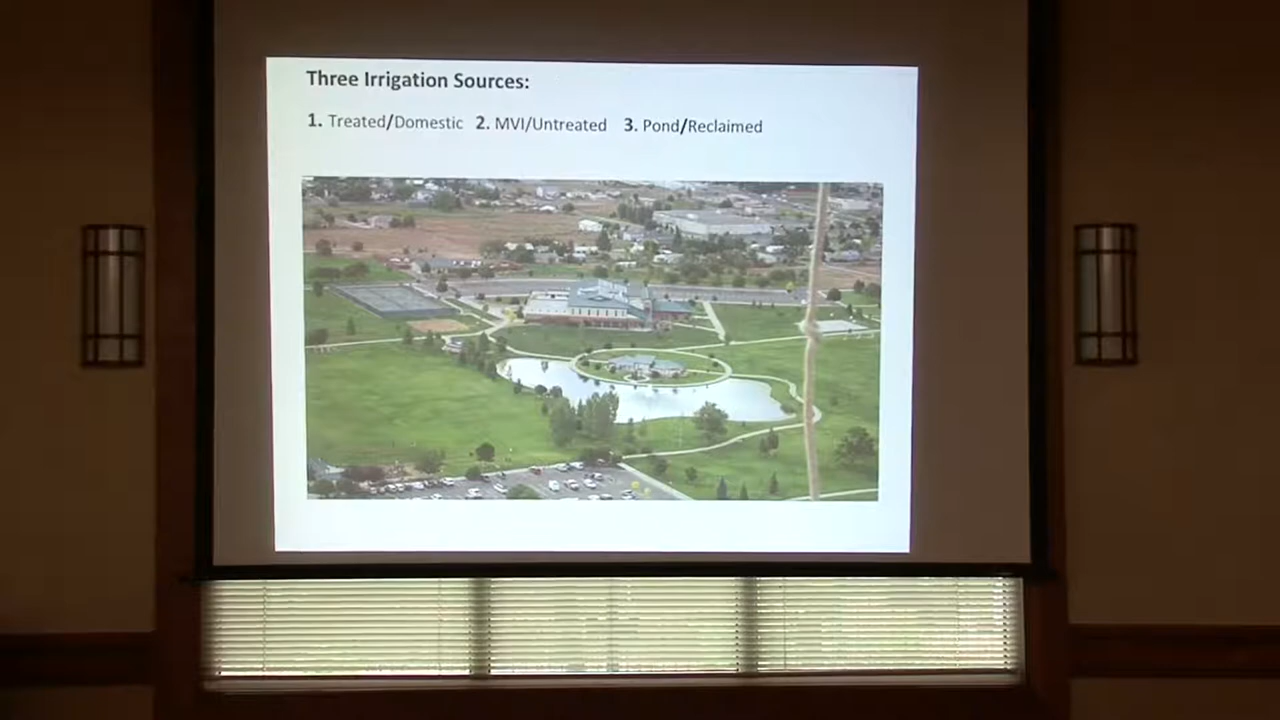 Three Irrigation Sources:
1. Treated/Domestic 2. MVI/Untreated 3. Pond/Reclaimed